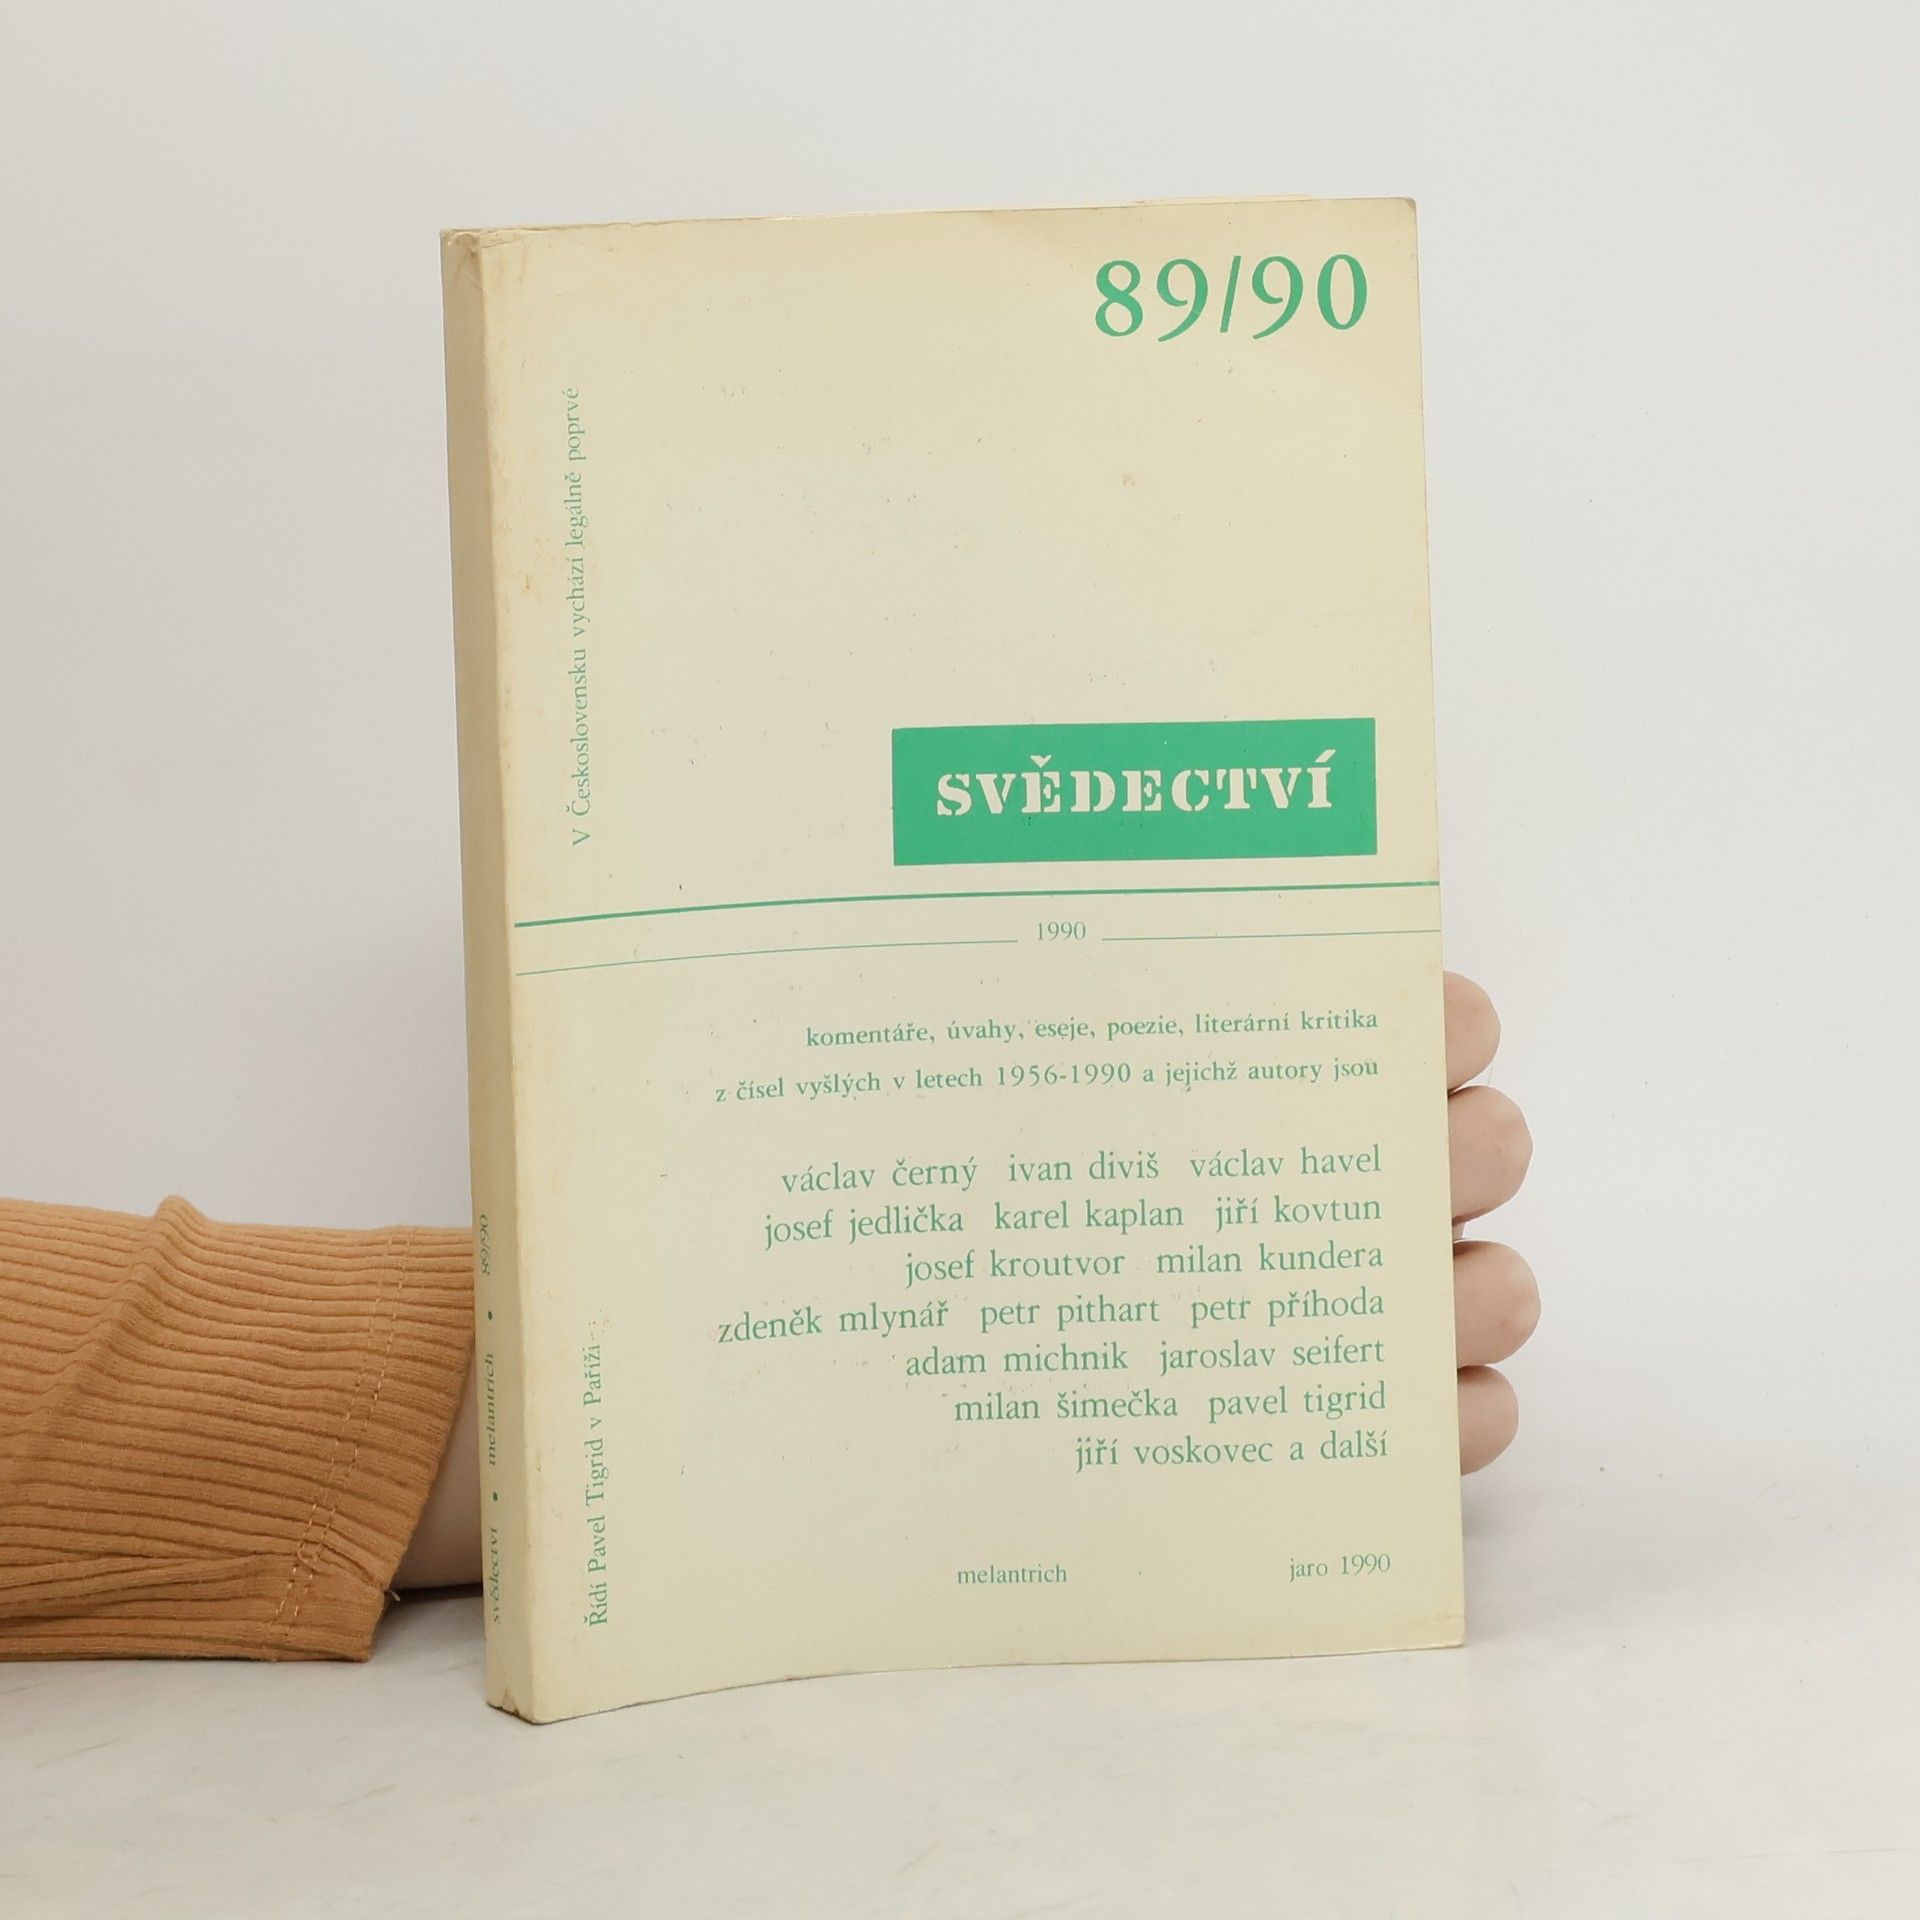 89/90
V Československu vychází legálně poprvé
SVĚDECTVÍ
1990
komentáře, úvahy, eseje, poezie, literární kritika
z čísel vyšlých v letech 1956-1990 a jejichž autory jsou
václav černý ivan diviš václav havel
josef jedlička karel kaplan jiří kovtun
josef kroutvor milan kundera
zdeněk mlynář petr pithart petr příhoda
adam michnik jaroslav seifert
milan šimečka pavel tigrid
jiří voskovec a další
Řídí Pavel Tigrid v Paříži
melantrich jaro 1990
svědectví • melantrich • 89/90